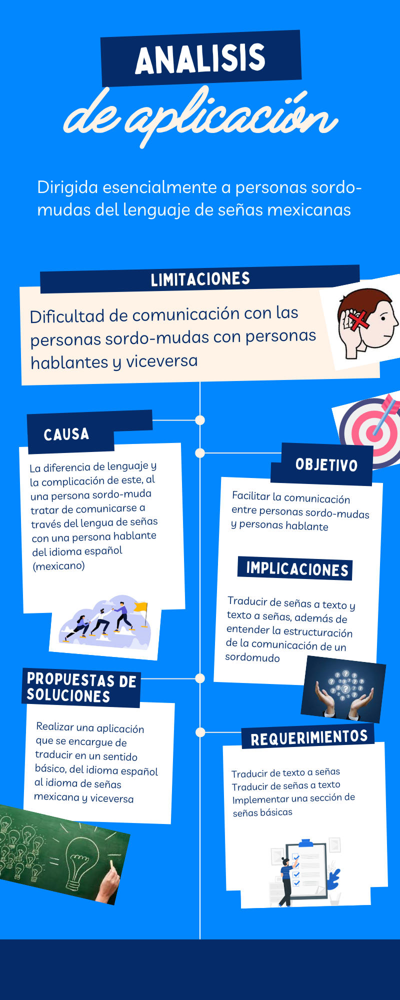 ANALISIS
de aplicación
Dirigida esencialmente a personas sordo-
mudas del lenguaje de señas mexicanas
LIMITACIONES
Dificultad de comunicación con las
personas sordo-mudas con personas
hablantes y viceversa
CAUSA
La diferencia de lenguaje y
la complicación de este, al
una persona sordo-muda
tratar de comunicarse a
través del lengua de señas
con una persona hablante
del idioma español
(mexicano)
OBJETIVO
Facilitar la comunicación
entre personas sordo-mudas
y personas hablante
IMPLICACIONES
Traducir de señas a texto y
texto a señas, además de
entender la estructuración
de la comunicación de un
sordomudo
PROPUESTAS DE
SOLUCIONES
Realizar una aplicación
que se encargue de
traducir en un sentido
básico, del idioma español
al idioma de señas
mexicana y viceversa
REQUERIMIENTOS
Traducir de texto a señas
Traducir de señas a texto
Implementar una sección de
señas básicas